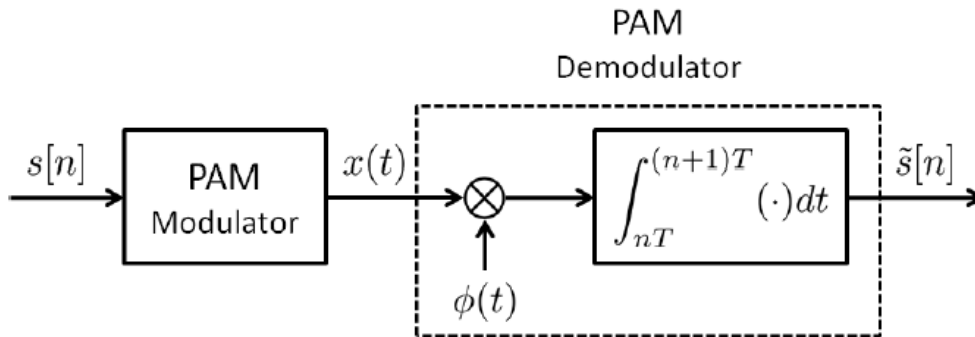 PAM
Demodulator
s[n]
PAM
Modulator
x(t)
ϕ(t)
∫_{nT}^{(n+1)T} (·)dt
s̃[n]